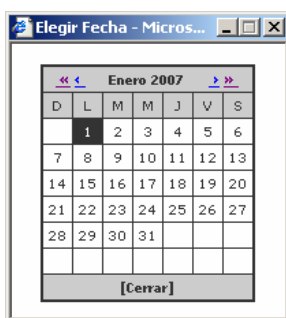 Elegir Fecha - Micros...
« < Enero 2007 > »
D L M M J V S
1 2 3 4 5 6
7 8 9 10 11 12 13
14 15 16 17 18 19 20
21 22 23 24 25 26 27
28 29 30 31
[Cerrar]